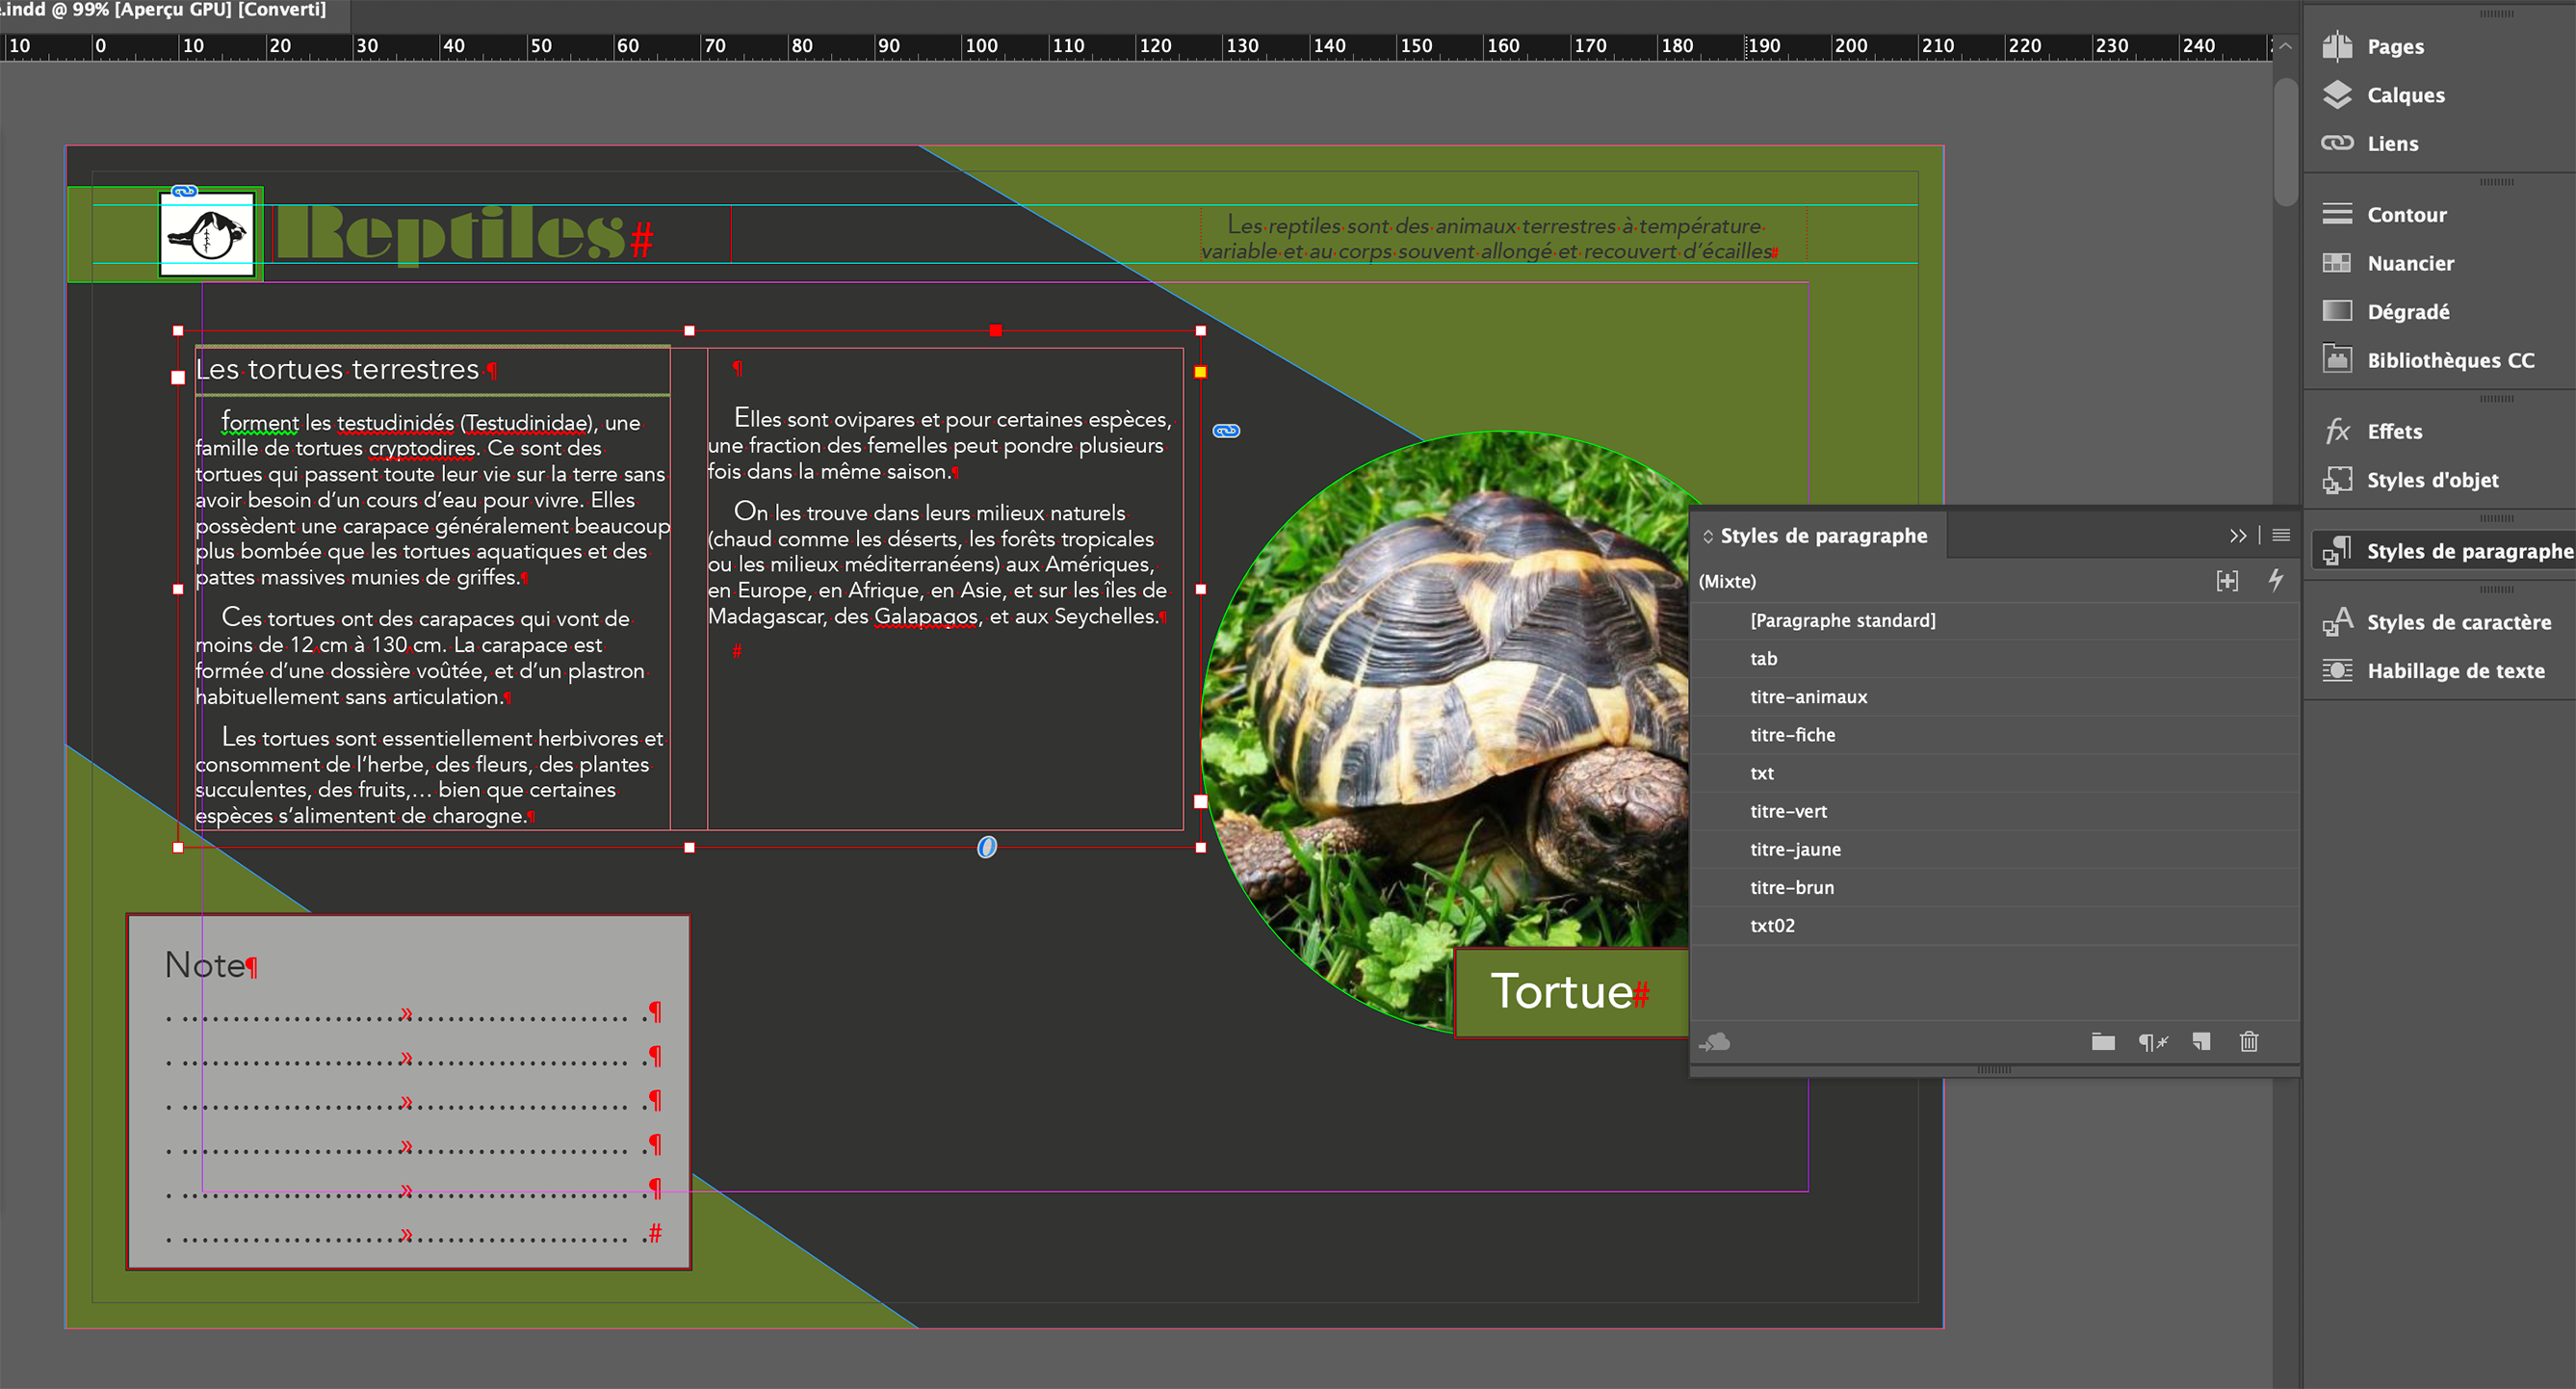 .indd @ 99% [Aperçu GPU] [Converti]
10 0 10 20 30 40 50 60 70 80 90 100 110 120 130 140 150 160 170 180 190 200 210 220 230 240
Reptiles#
Les reptiles sont des animaux terrestres à température
variable et au corps souvent allongé et recouvert d’écailles#
Les tortues terrestres¶
forment les testudinidés (Testudinidae), une
famille de tortues cryptodires. Ce sont des
tortues qui passent toute leur vie sur la terre sans
avoir besoin d’un cours d’eau pour vivre. Elles
possèdent une carapace généralement beaucoup
plus bombée que les tortues aquatiques et des
pattes massives munies de griffes.¶
Ces tortues ont des carapaces qui vont de
moins de 12 cm à 130 cm. La carapace est
formée d’une dossière voûtée, et d’un plastron
habituellement sans articulation.¶
Les tortues sont essentiellement herbivores et
consomment de l’herbe, des fleurs, des plantes
succulentes, des fruits,… bien que certaines
espèces s’alimentent de charogne.¶
¶
Elles sont ovipares et pour certaines espèces,
une fraction des femelles peut pondre plusieurs
fois dans la même saison.¶
On les trouve dans leurs milieux naturels
(chaud comme les déserts, les forêts tropicales
ou les milieux méditerranéens) aux Amériques,
en Europe, en Afrique, en Asie, et sur les îles de
Madagascar, des Galapagos, et aux Seychelles.¶
#
Note¶
. .................»................. .¶
. .................»................. .¶
. .................»................. .¶
. .................»................. .¶
. .................»................. .¶
. .................»................. .#
Tortue#
Styles de paragraphe
(Mixte)
[Paragraphe standard]
tab
titre-animaux
titre-fiche
txt
titre-vert
titre-jaune
titre-brun
txt02
Pages
Calques
Liens
Contour
Nuancier
Dégradé
Bibliothèques CC
fx Effets
Styles d'objet
Styles de paragraphe
Styles de caractère
Habillage de texte